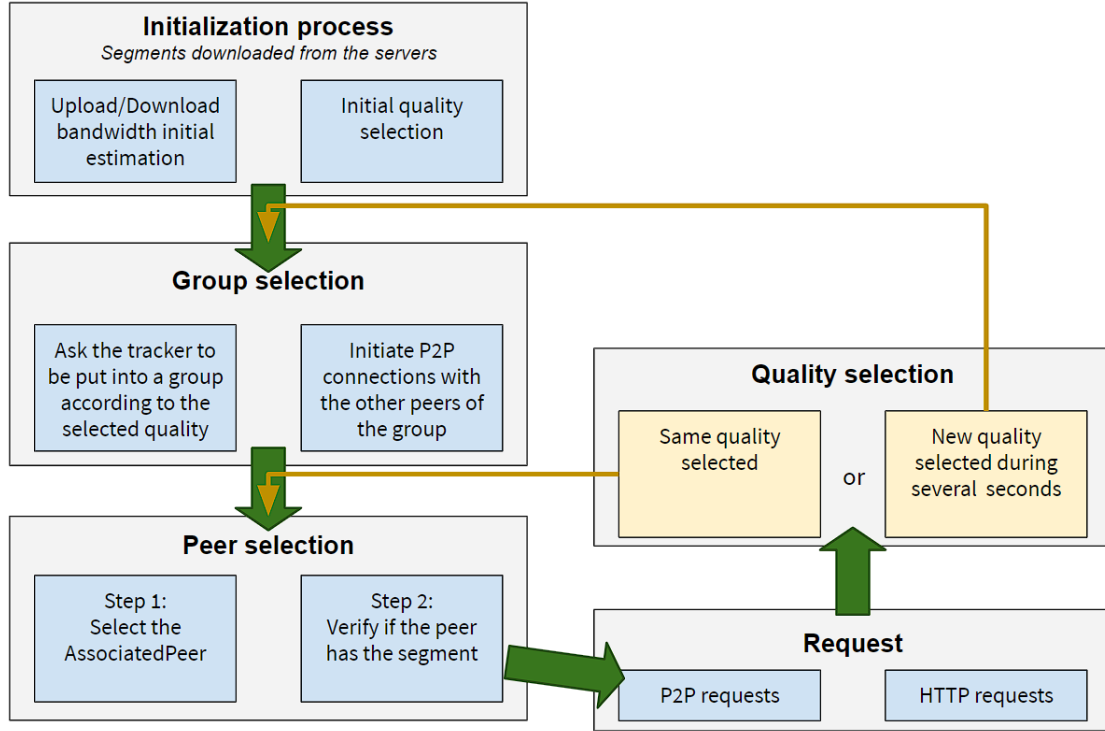 Initialization process
Segments downloaded from the servers
Upload/Download
bandwidth initial
estimation
Initial quality
selection
Group selection
Ask the tracker to
be put into a group
according to the
selected quality
Initiate P2P
connections with
the other peers of
the group
Peer selection
Step 1:
Select the
AssociatedPeer
Step 2:
Verify if the peer
has the segment
Quality selection
Same quality
selected
or
New quality
selected during
several seconds
Request
P2P requests
HTTP requests